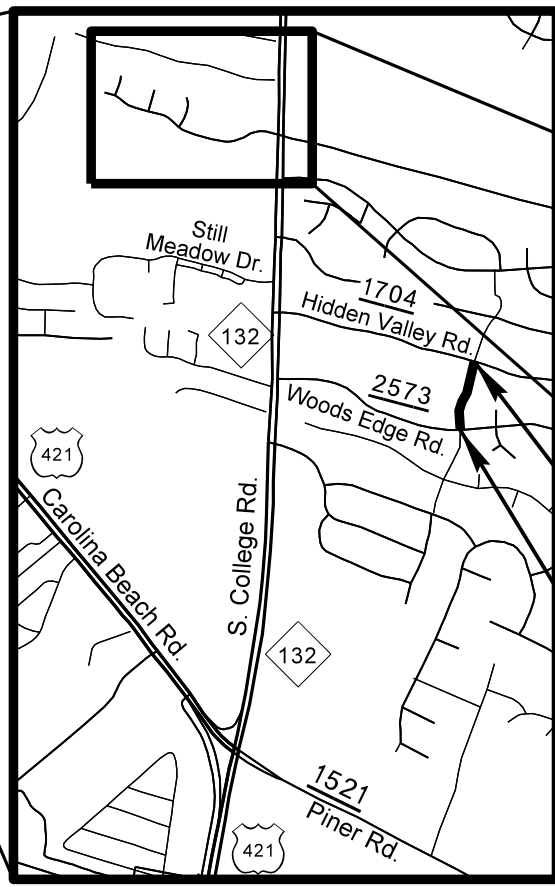 Still
Meadow Dr.
1704
Hidden Valley Rd.
132
2573
Woods Edge Rd.
421
Carolina Beach Rd.
S. College Rd.
132
1521
Piner Rd.
421